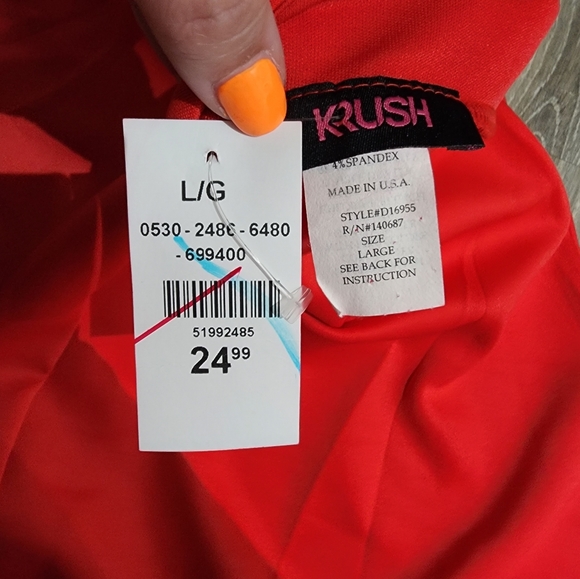 KRUSH
4%SPANDEX
MADE IN U.S.A.
STYLE#D16955
R/N#140687
SIZE
LARGE
SEE BACK FOR
INSTRUCTION
L/G
0530 - 2486 - 6480
- 699400
51992485
24.99